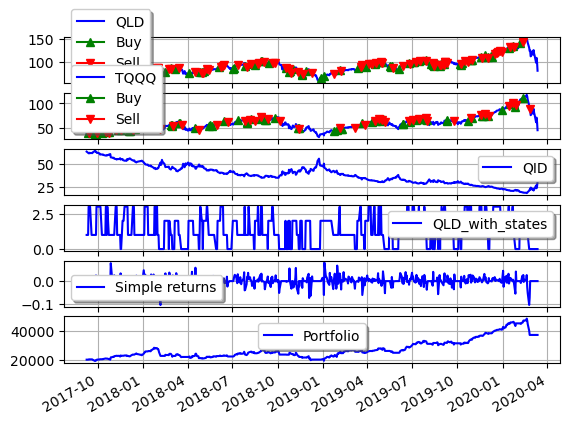 QLD
Buy
Sell
150
100
TQQQ
Buy
Sell
100
50
QID
50
25
QLD_with_states
2.5
0.0
Simple returns
0.0
−0.1
Portfolio
40000
20000
2017-10 2018-01 2018-04 2018-07 2018-10 2019-01 2019-04 2019-07 2019-10 2020-01 2020-04